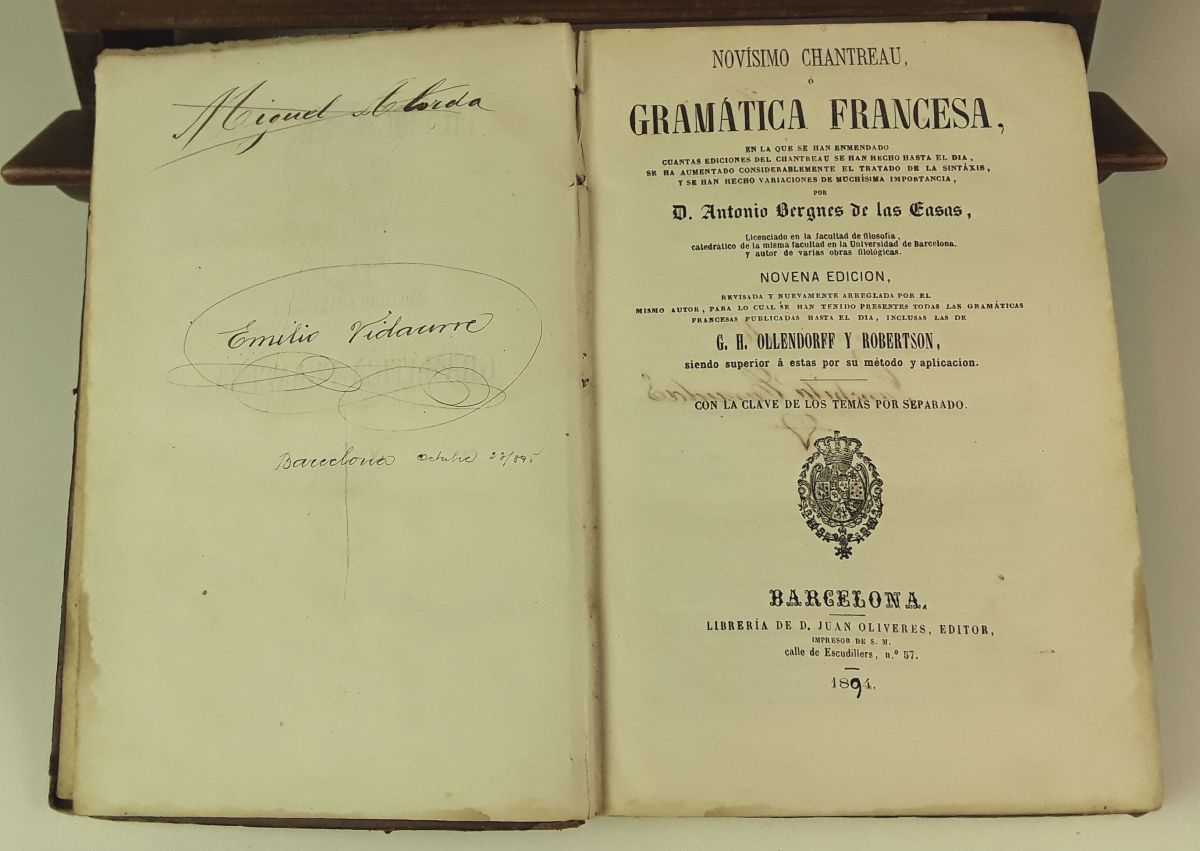 Miguel Alorda
Emilio Vidaurre
Barcelona Octubre 23/895
NOVÍSIMO CHANTREAU,
Ó
GRAMÁTICA FRANCESA,
EN LA QUE SE HAN ENMENDADO
CUANTAS EDICIONES DEL CHANTREAU SE HAN HECHO HASTA EL DIA,
SE HA AUMENTADO CONSIDERABLEMENTE EL TRATADO DE LA SINTÁXIS,
Y SE HAN HECHO VARIACIONES DE MUCHÍSIMA IMPORTANCIA,
POR
D. Antonio Bergnes de las Casas,
Licenciado en la facultad de filosofía,
catedrático de la misma facultad en la Universidad de Barcelona.
y autor de varias obras filológicas.
NOVENA EDICION,
REVISADA Y NUEVAMENTE ARREGLADA POR EL
MISMO AUTOR, PARA LO CUAL SE HAN TENIDO PRESENTES TODAS LAS GRAMÁTICAS
FRANCESAS PUBLICADAS HASTA EL DIA, INCLUSAS LAS DE
G. H. OLLENDORFF Y ROBERTSON,
siendo superior á estas por su método y aplicacion.
CON LA CLAVE DE LOS TEMAS POR SEPARADO.
BARCELONA.
LIBRERÍA DE D. JUAN OLIVERES, EDITOR,
IMPRESOR DE S. M.
calle de Escudillers, n.º 57.
1894.